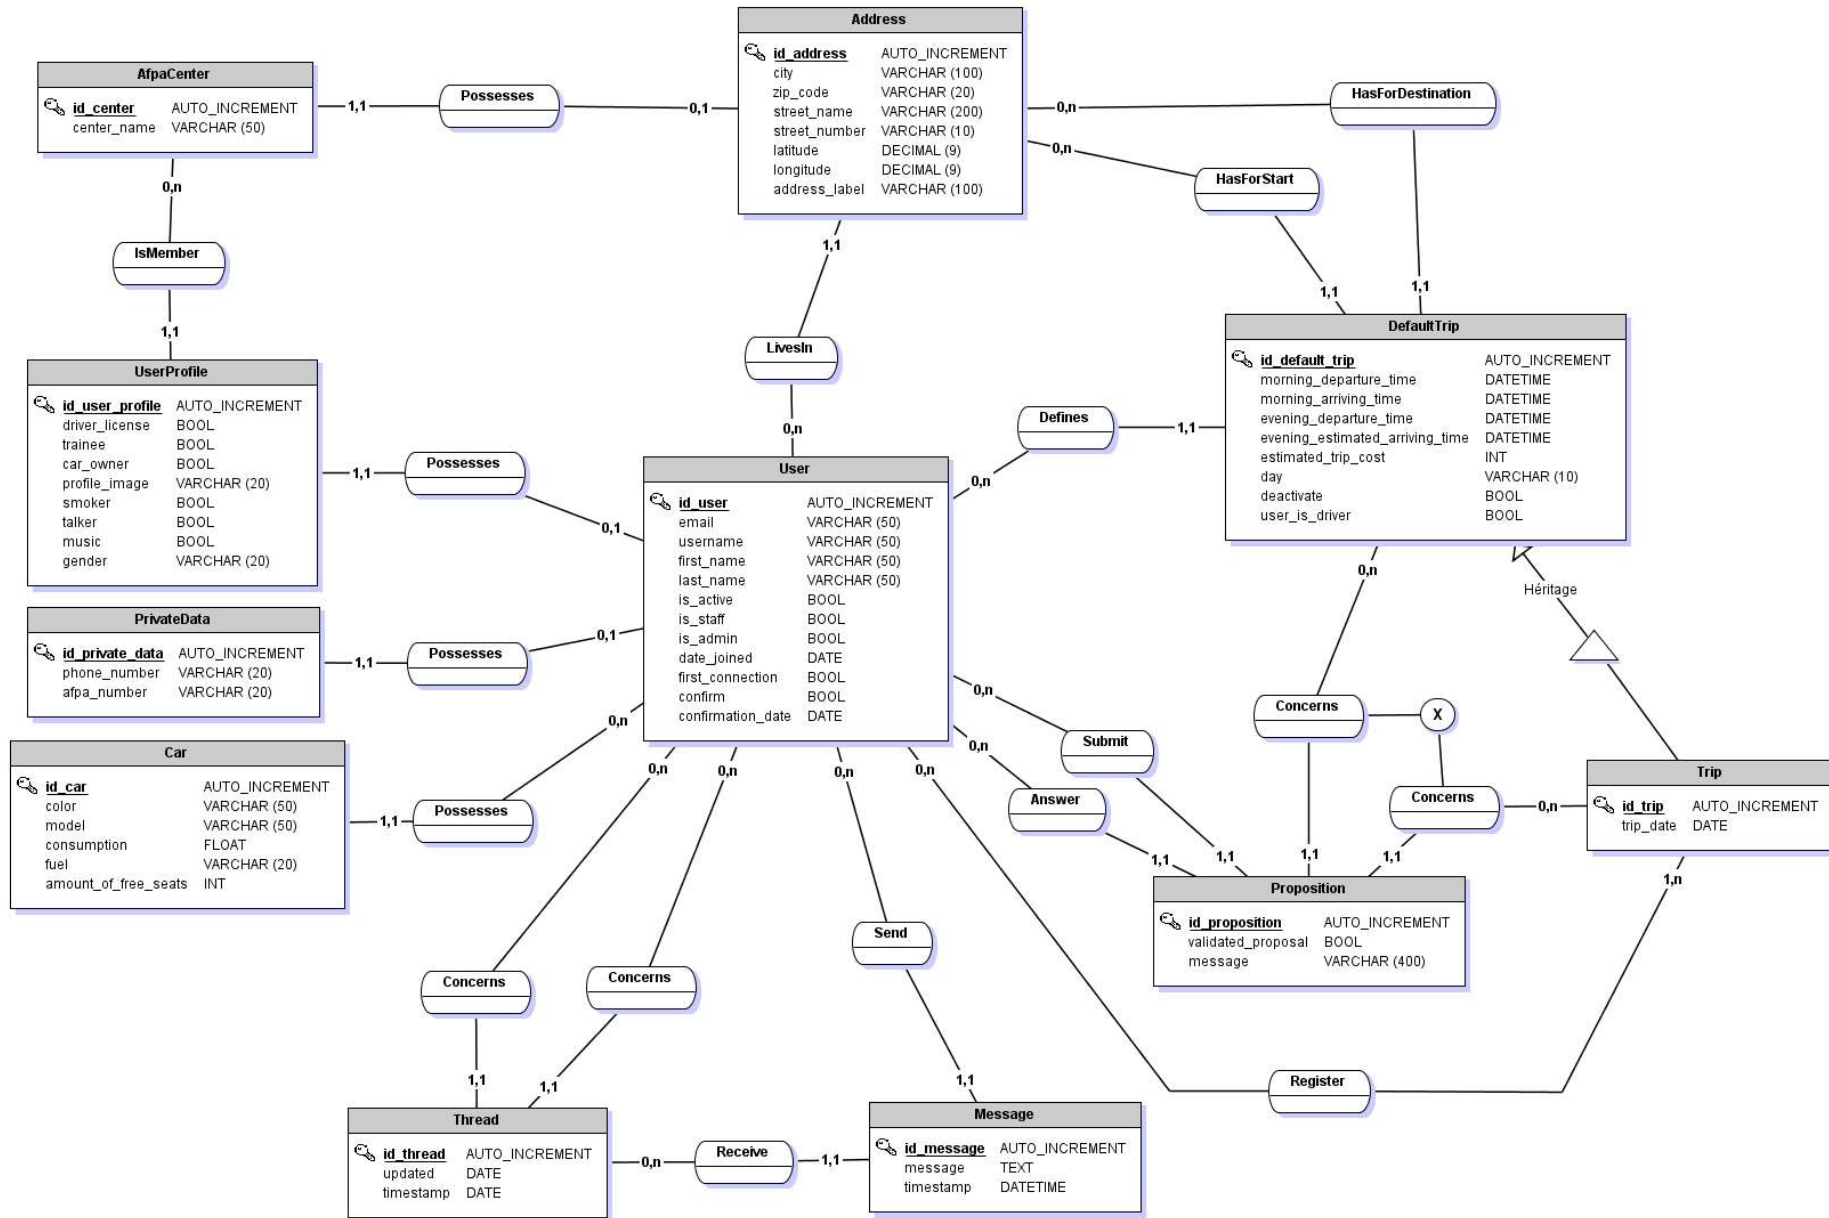 Address
id_address AUTO_INCREMENT
city VARCHAR (100)
zip_code VARCHAR (20)
street_name VARCHAR (200)
street_number VARCHAR (10)
latitude DECIMAL (9)
longitude DECIMAL (9)
address_label VARCHAR (100)
AfpaCenter
id_center AUTO_INCREMENT
center_name VARCHAR (50)
1,1
Possesses
0,1
0,n
HasForDestination
0,n
HasForStart
0,n
IsMember
1,1
1,1
1,1
1,1
LivesIn
0,n
DefaultTrip
id_default_trip AUTO_INCREMENT
morning_departure_time DATETIME
morning_arriving_time DATETIME
evening_departure_time DATETIME
evening_estimated_arriving_time DATETIME
estimated_trip_cost INT
day VARCHAR (10)
deactivate BOOL
user_is_driver BOOL
UserProfile
id_user_profile AUTO_INCREMENT
driver_license BOOL
trainee BOOL
car_owner BOOL
profile_image VARCHAR (20)
smoker BOOL
talker BOOL
music BOOL
gender VARCHAR (20)
1,1
Possesses
0,1
Defines
1,1
0,n
User
id_user AUTO_INCREMENT
email VARCHAR (50)
username VARCHAR (50)
first_name VARCHAR (50)
last_name VARCHAR (50)
is_active BOOL
is_staff BOOL
is_admin BOOL
date_joined DATE
first_connection BOOL
confirm BOOL
confirmation_date DATE
0,n
Héritage
PrivateData
id_private_data AUTO_INCREMENT
phone_number VARCHAR (20)
afpa_number VARCHAR (20)
1,1
Possesses
0,1
Car
id_car AUTO_INCREMENT
color VARCHAR (50)
model VARCHAR (50)
consumption FLOAT
fuel VARCHAR (20)
amount_of_free_seats INT
1,1
Possesses
0,n
0,n
Submit
0,n
Answer
Concerns
X
Concerns
0,n
Trip
id_trip AUTO_INCREMENT
trip_date DATE
0,n
0,n
0,n
0,n
1,1
1,1
1,1
1,1
1,n
Proposition
id_proposition AUTO_INCREMENT
validated_proposal BOOL
message VARCHAR (400)
Send
Concerns
Concerns
1,1
1,1
1,1
Register
Thread
id_thread AUTO_INCREMENT
updated DATE
timestamp DATE
0,n
Receive
1,1
Message
id_message AUTO_INCREMENT
message TEXT
timestamp DATETIME